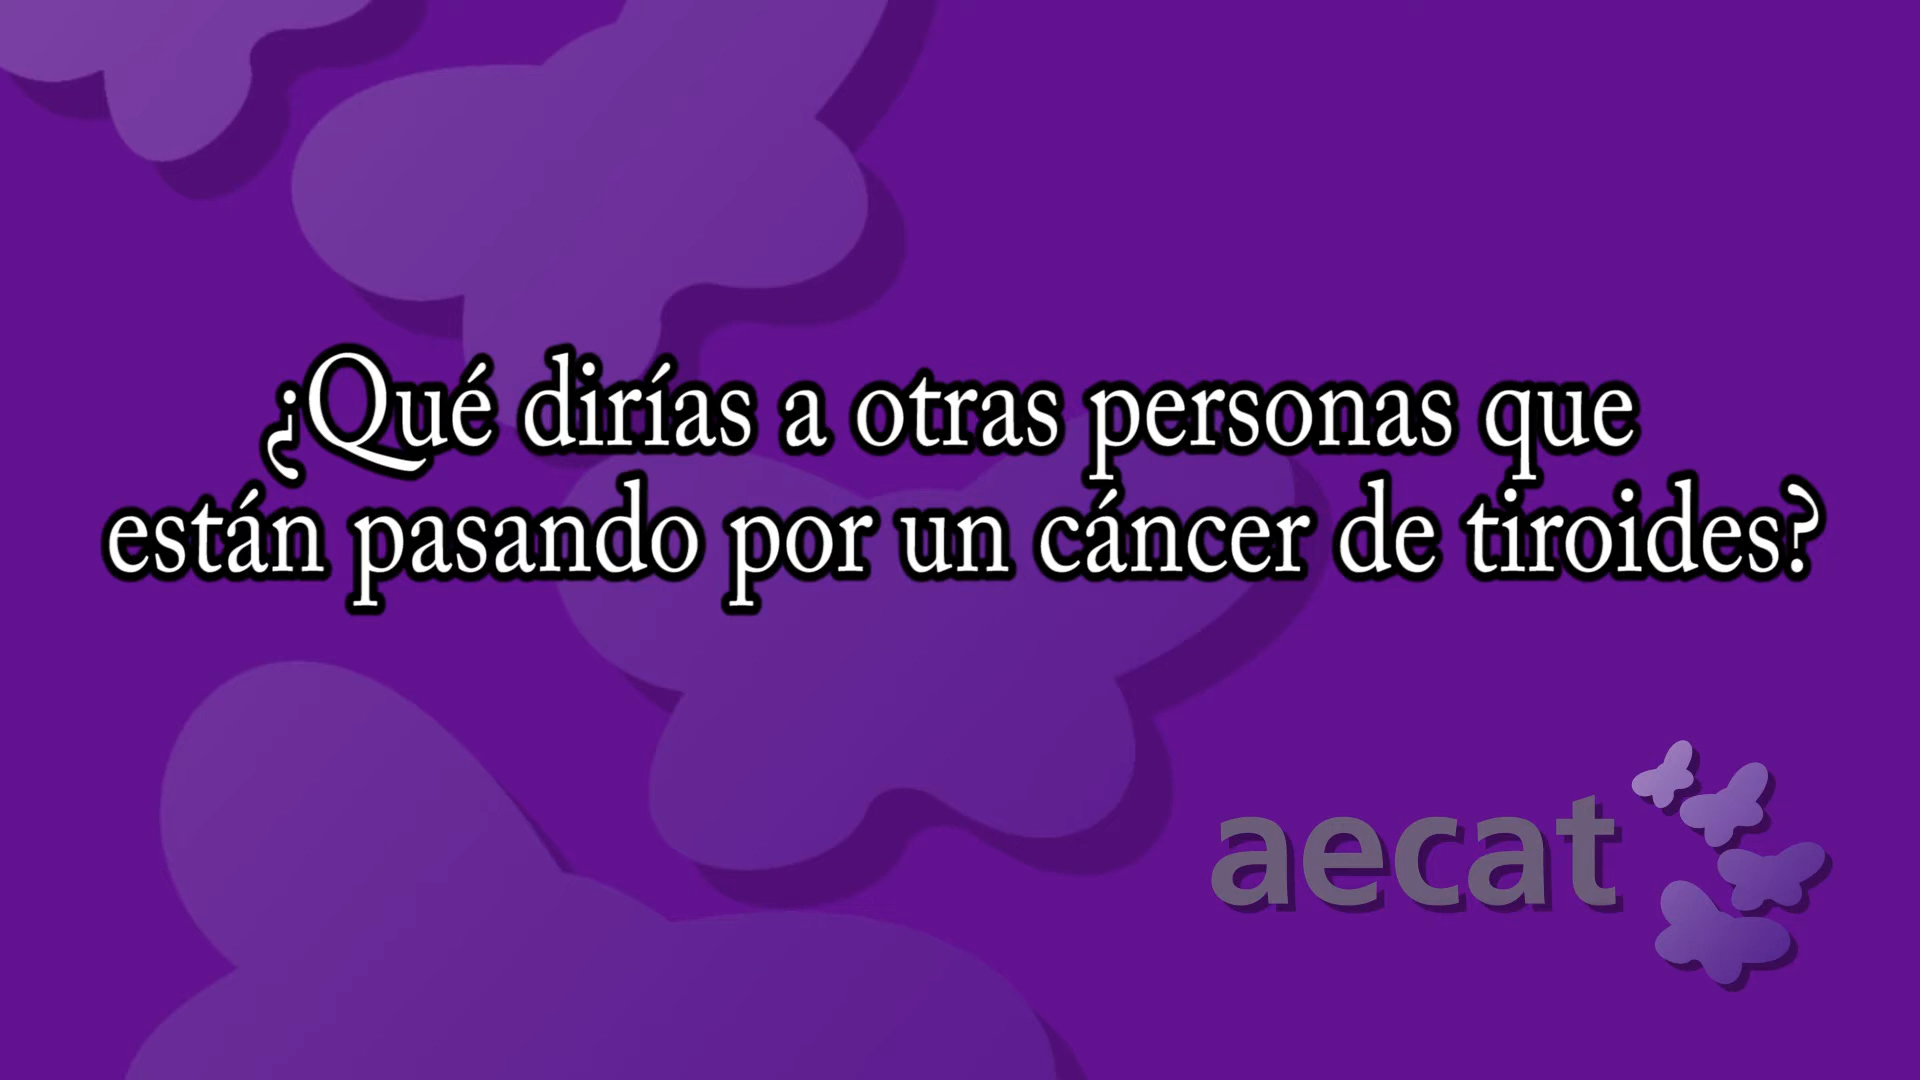 ¿Qué dirías a otras personas que
están pasando por un cáncer de tiroides?
aecat